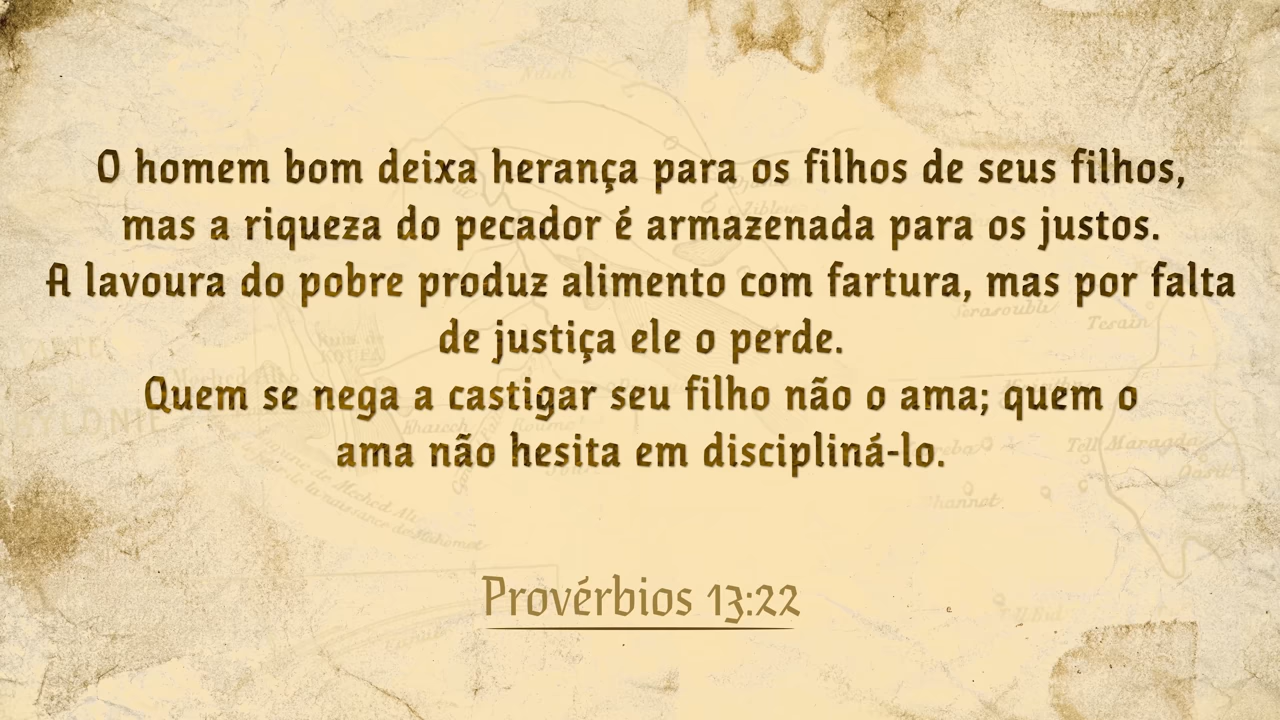 O homem bom deixa herança para os filhos de seus filhos,
mas a riqueza do pecador é armazenada para os justos.
A lavoura do pobre produz alimento com fartura, mas por falta
de justiça ele o perde.
Quem se nega a castigar seu filho não o ama; quem o
ama não hesita em discipliná-lo.
Provérbios 13:22